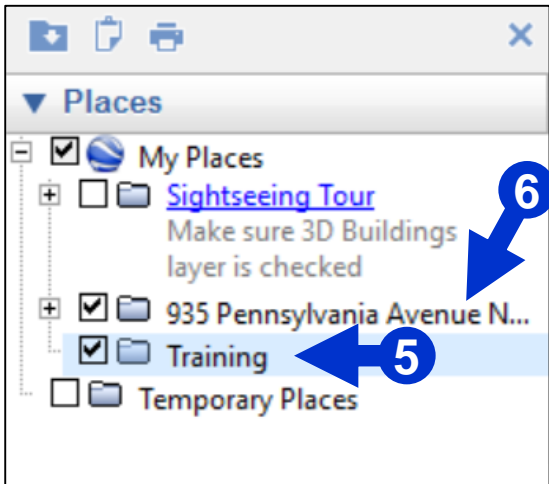 Places
My Places
Sightseeing Tour
6
Make sure 3D Buildings
layer is checked
935 Pennsylvania Avenue N...
Training
5
Temporary Places